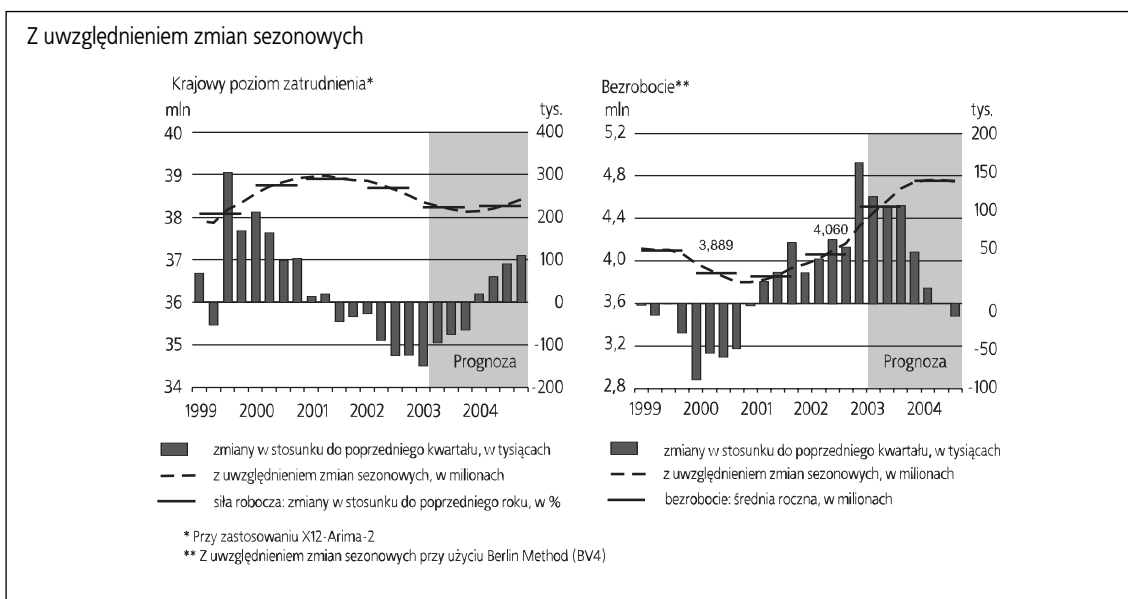 Z uwzględnieniem zmian sezonowych
Krajowy poziom zatrudnienia*
mln
tys.
40
39
38
37
36
35
34
400
300
200
100
0
-100
-200
Prognoza
1999 2000 2001 2002 2003 2004
zmiany w stosunku do poprzedniego kwartału, w tysiącach
z uwzględnieniem zmian sezonowych, w milionach
siła robocza: zmiany w stosunku do poprzedniego roku, w %
Bezrobocie**
mln
tys.
5,2
4,8
4,4
4,0
3,6
3,2
2,8
200
150
100
50
0
-50
-100
3,889
4,060
Prognoza
1999 2000 2001 2002 2003 2004
zmiany w stosunku do poprzedniego kwartału, w tysiącach
z uwzględnieniem zmian sezonowych, w milionach
bezrobocie: średnia roczna, w milionach
* Przy zastosowaniu X12-Arima-2
** Z uwzględnieniem zmian sezonowych przy użyciu Berlin Method (BV4)